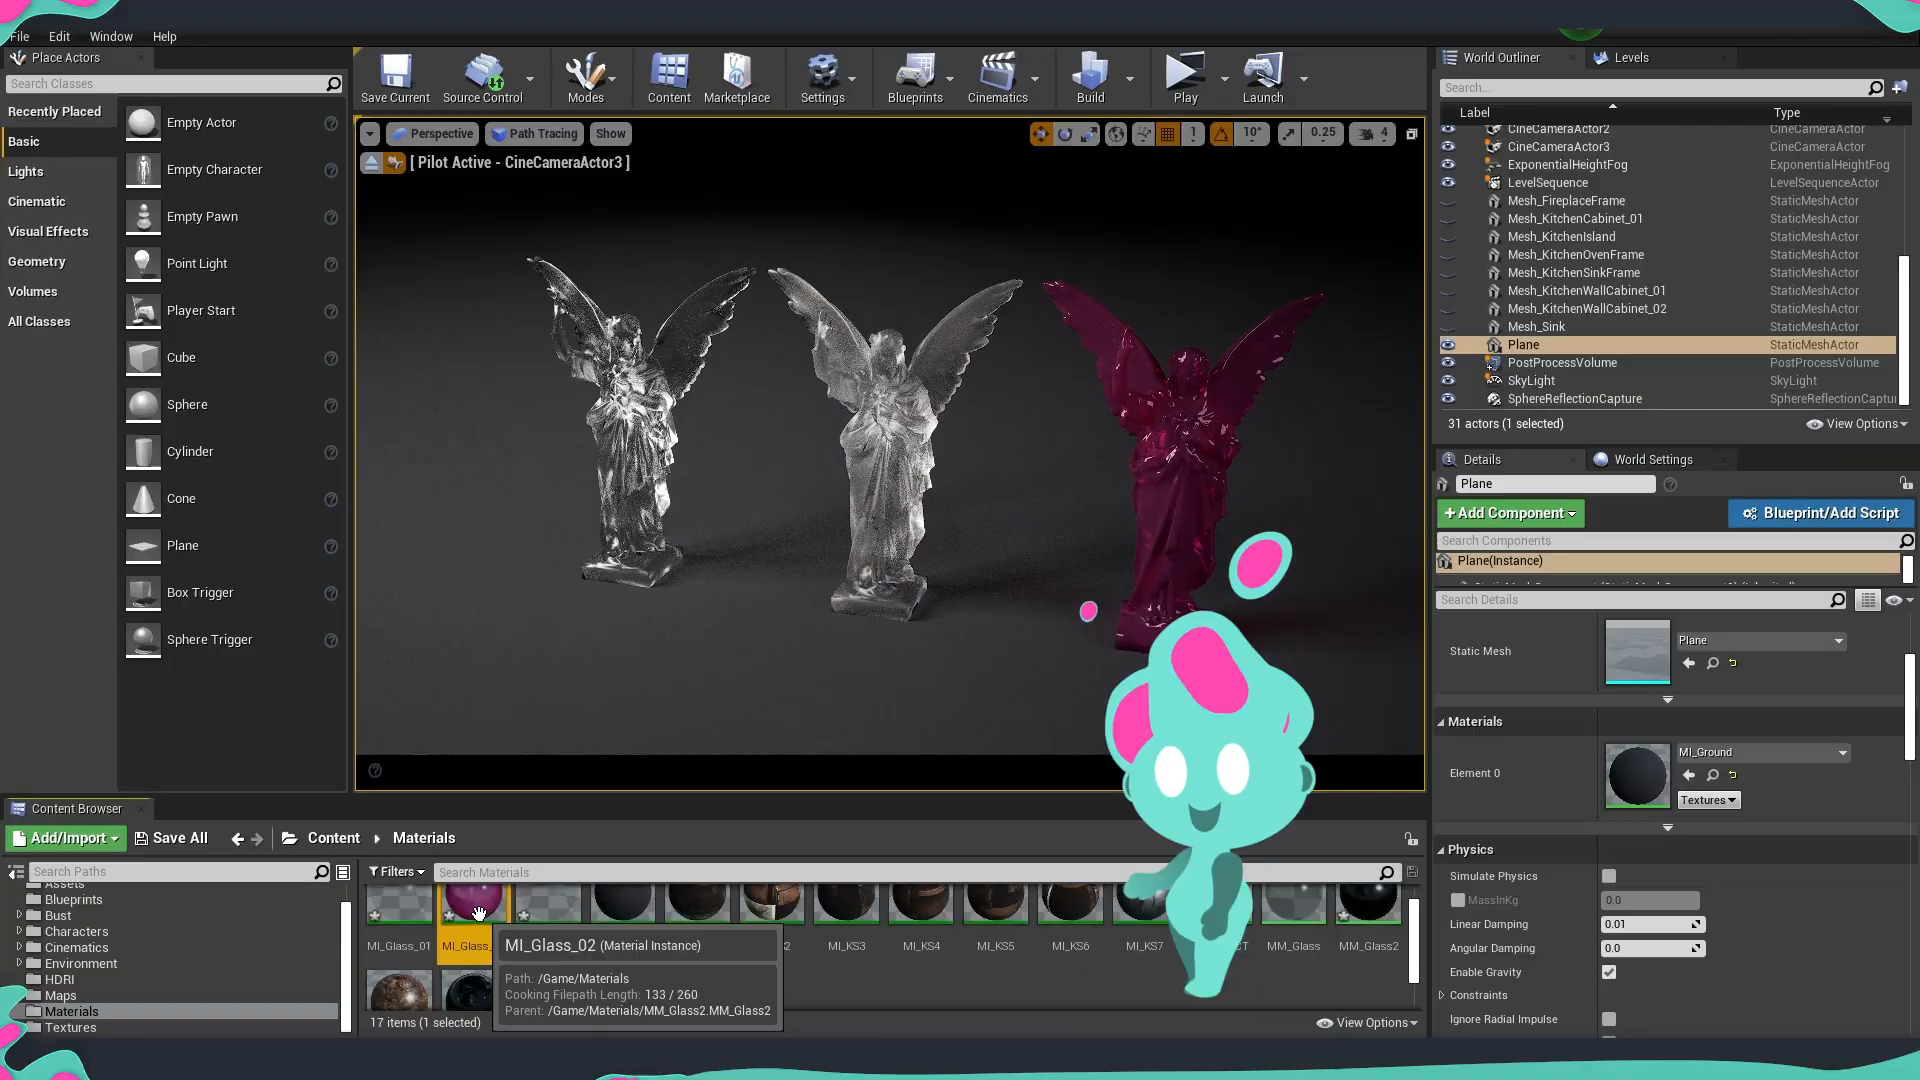 File Edit Window Help
Place Actors
Search Classes
Recently Placed
Basic
Lights
Cinematic
Visual Effects
Geometry
Volumes
All Classes
Empty Actor
Empty Character
Empty Pawn
Point Light
Player Start
Cube
Sphere
Cylinder
Cone
Plane
Box Trigger
Sphere Trigger
Save Current
Source Control
Modes
Content
Marketplace
Settings
Blueprints
Cinematics
Build
Play
Launch
Perspective Path Tracing Show
1 10° 0.25 4
[ Pilot Active - CineCameraActor3 ]
World Outliner Levels
Search...
Label Type
CineCameraActor2 CineCameraActor
CineCameraActor3 CineCameraActor
ExponentialHeightFog ExponentialHeightFog
LevelSequence LevelSequenceActor
Mesh_FireplaceFrame StaticMeshActor
Mesh_KitchenCabinet_01 StaticMeshActor
Mesh_KitchenIsland StaticMeshActor
Mesh_KitchenOvenFrame StaticMeshActor
Mesh_KitchenSinkFrame StaticMeshActor
Mesh_KitchenWallCabinet_01 StaticMeshActor
Mesh_KitchenWallCabinet_02 StaticMeshActor
Mesh_Sink StaticMeshActor
Plane StaticMeshActor
PostProcessVolume PostProcessVolume
SkyLight SkyLight
SphereReflectionCapture SphereReflectionCaptu
31 actors (1 selected) View Options
Details World Settings
Plane
+Add Component Blueprint/Add Script
Search Components
Plane(Instance)
Search Details
Static Mesh Plane
Materials
Element 0 MI_Ground
Textures
Physics
Simulate Physics
MassInKg 0.0
Linear Damping 0.01
Angular Damping 0.0
Enable Gravity
Constraints
Ignore Radial Impulse
Content Browser
Add/Import Save All Content Materials
Search Paths
Assets
Blueprints
Characters
Cinematics
Environment
HDRI
Maps
Materials
Textures
Filters Search Materials
MI_Glass_01 MI_Glass_ 2 MI_KS3 MI_KS4 MI_KS5 MI_KS6 MI_KS7 CT MM_Glass MM_Glass2
MI_Glass_02 (Material Instance)
Path: /Game/Materials
Cooking Filepath Length: 133 / 260
Parent: /Game/Materials/MM_Glass2.MM_Glass2
17 items (1 selected) View Options